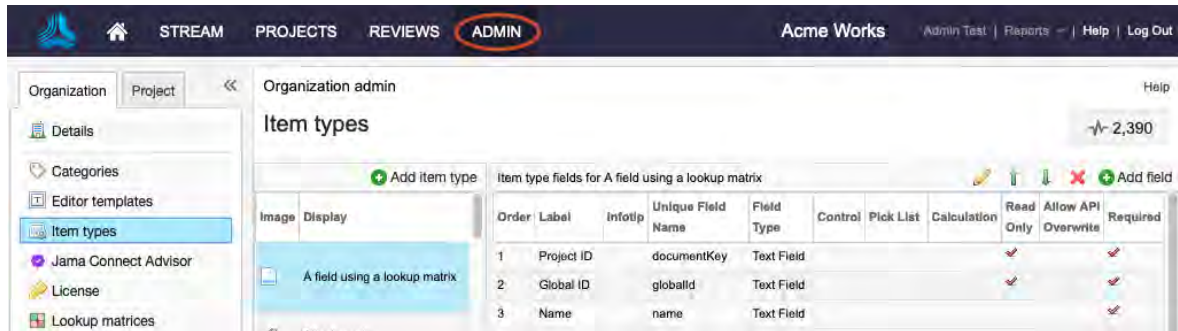 STREAM PROJECTS REVIEWS ADMIN Acme Works Admin Test | Reports | Help | Log Out
Organization Project
Details
Categories
Editor templates
Item types
Jama Connect Advisor
License
Lookup matrices
Organization admin Help
Item types 2,390
Add item type
Item type fields for A field using a lookup matrix Add field
Image Display
A field using a lookup matrix
Order Label Infotip Unique Field Name Field Type Control Pick List Calculation Read Only Allow API Overwrite Required
1 Project ID documentKey Text Field
2 Global ID globalId Text Field
3 Name name Text Field